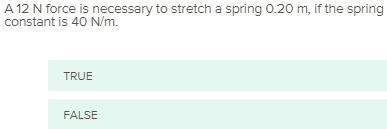 A 12 N force is necessary to stretch a spring 0.20 m, if the spring
constant is 40 N/m.
TRUE
FALSE